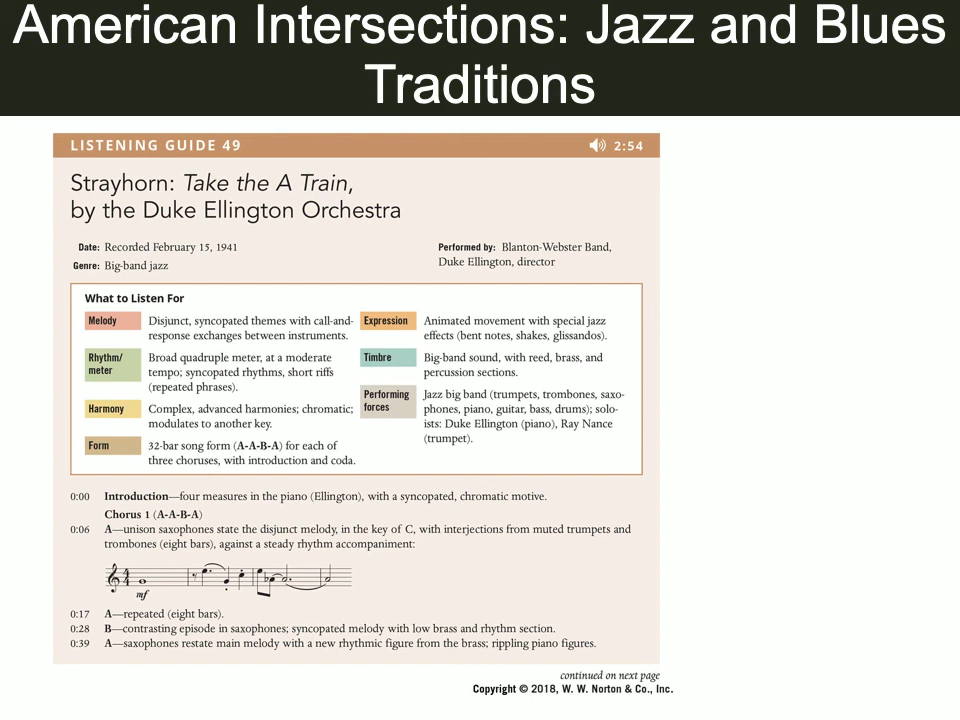 American Intersections: Jazz and Blues
Traditions
LISTENING GUIDE 49
2:54
Strayhorn: Take the A Train,
by the Duke Ellington Orchestra
Date: Recorded February 15, 1941
Genre: Big-band jazz
Performed by: Blanton-Webster Band,
Duke Ellington, director
What to Listen For
Melody
Disjunct, syncopated themes with call-and-
response exchanges between instruments.
Rhythm/
meter
Broad quadruple meter, at a moderate
tempo; syncopated rhythms, short riffs
(repeated phrases).
Harmony
Complex, advanced harmonies; chromatic;
modulates to another key.
Form
32-bar song form (A-A-B-A) for each of
three choruses, with introduction and coda.
Expression
Animated movement with special jazz
effects (bent notes, shakes, glissandos).
Timbre
Big-band sound, with reed, brass, and
percussion sections.
Performing
forces
Jazz big band (trumpets, trombones, saxo-
phones, piano, guitar, bass, drums); solo-
ists: Duke Ellington (piano), Ray Nance
(trumpet).
0:00 Introduction—four measures in the piano (Ellington), with a syncopated, chromatic motive.
Chorus 1 (A-A-B-A)
0:06 A—unison saxophones state the disjunct melody, in the key of C, with interjections from muted trumpets and
trombones (eight bars), against a steady rhythm accompaniment:
4
4
mf
0:17 A—repeated (eight bars).
0:28 B—contrasting episode in saxophones; syncopated melody with low brass and rhythm section.
0:39 A—saxophones restate main melody with a new rhythmic figure from the brass; rippling piano figures.
continued on next page
Copyright © 2018, W. W. Norton & Co., Inc.